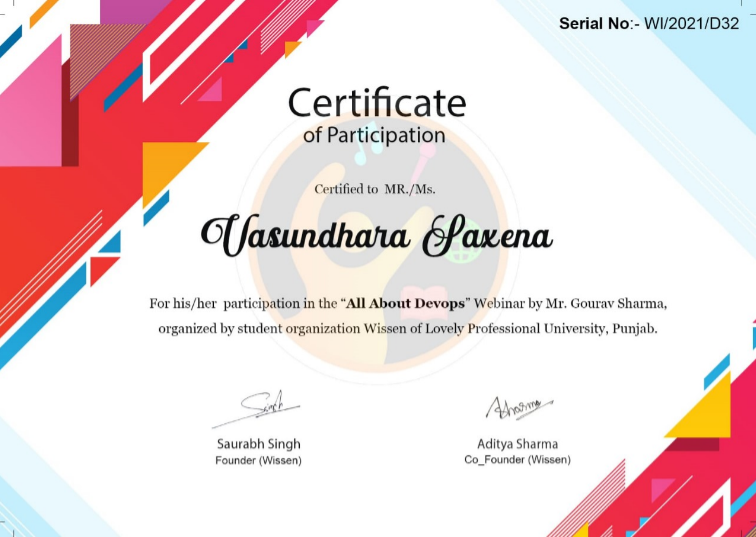 Serial No:- WI/2021/D32
Certificate
of Participation
Certified to MR./Ms.
Vasundhara Saxena
For his/her participation in the “All About Devops” Webinar by Mr. Gourav Sharma,
organized by student organization Wissen of Lovely Professional University, Punjab.
Singh
ASharma
Saurabh Singh
Aditya Sharma
Founder (Wissen)
Co_Founder (Wissen)